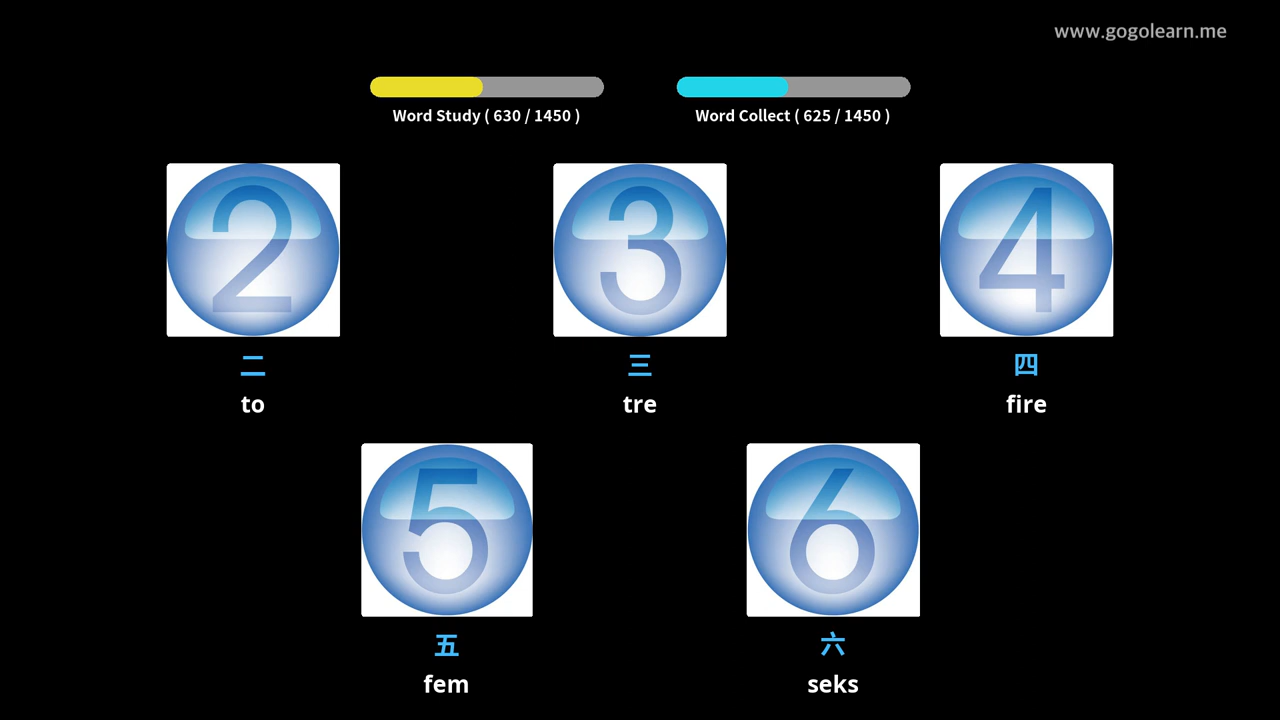 www.gogolearn.me
Word Study ( 630 / 1450 )
Word Collect ( 625 / 1450 )
2
3
4
二
三
四
to
tre
fire
5
6
五
六
fem
seks